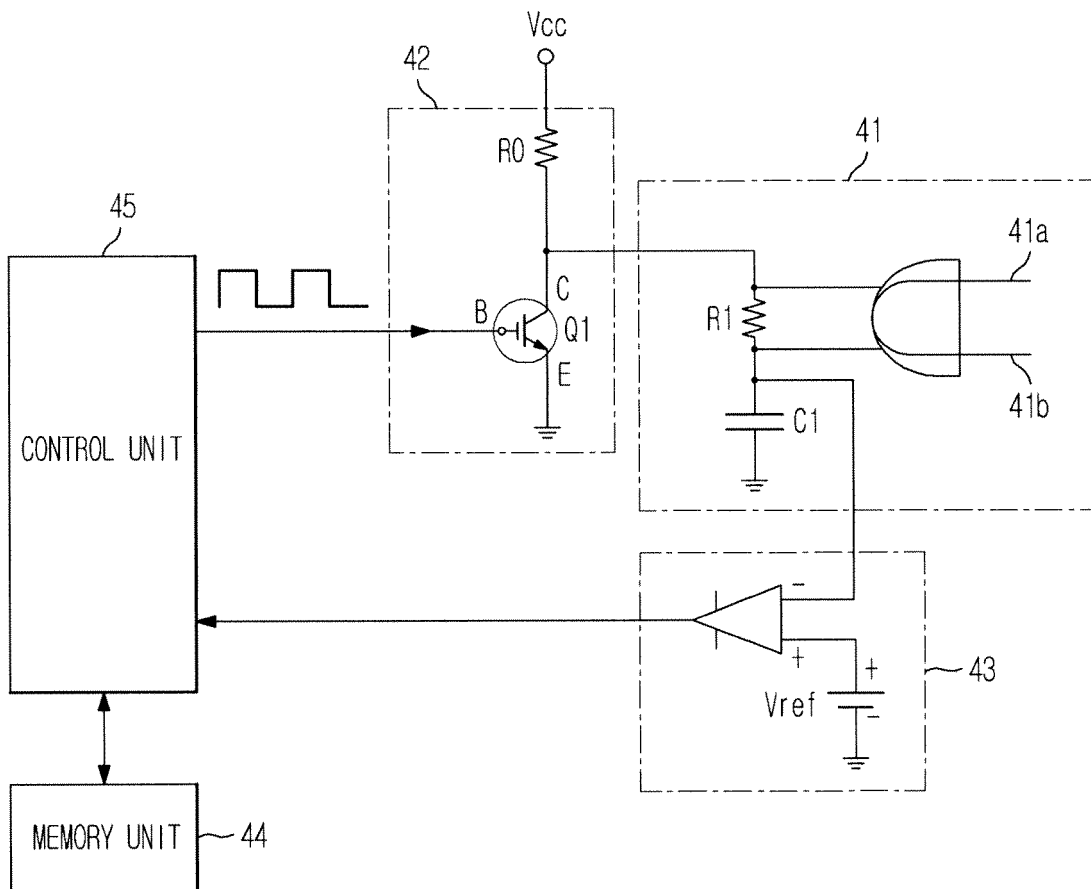 Vcc
42
R0
41
45
41a
C
B
Q1
R1
E
41b
C1
CONTROL UNIT
-
+
+
43
Vref
-
MEMORY UNIT
44